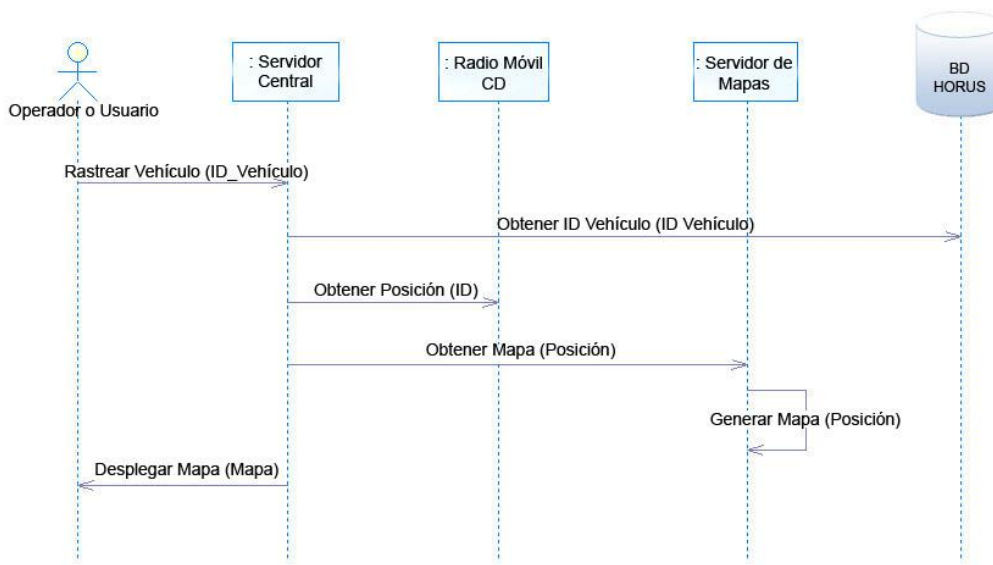 Operador o Usuario
: Servidor
Central
: Radio Móvil
CD
: Servidor de
Mapas
BD
HORUS
Rastrear Vehículo (ID_Vehículo)
Obtener ID Vehículo (ID Vehículo)
Obtener Posición (ID)
Obtener Mapa (Posición)
Generar Mapa (Posición)
Desplegar Mapa (Mapa)